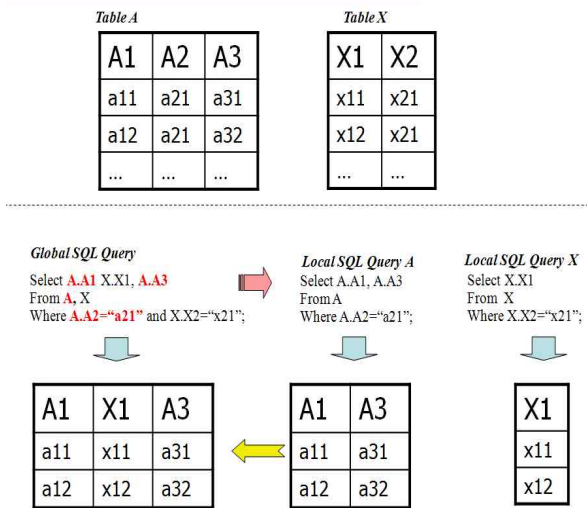 Table A
Table X
A1 A2 A3
X1 X2
a11 a21 a31
x11 x21
a12 a21 a32
x12 x21
... ... ...
... ...
Global SQL Query
Select A.A1 X.X1, A.A3
From A, X
Where A.A2="a21" and X.X2="x21";
Local SQL Query A
Select A.A1, A.A3
From A
Where A.A2="a21";
Local SQL Query X
Select X.X1
From X
Where X.X2="x21";
A1 X1 A3
a11 x11 a31
a12 x12 a32
A1 A3
a11 a31
a12 a32
X1
x11
x12